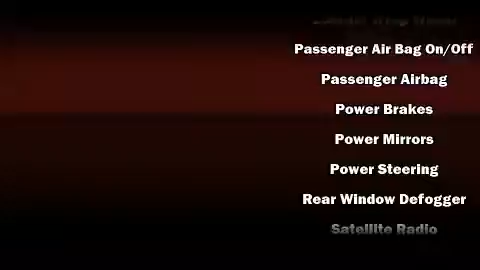 Passenger Air Bag On/Off
Passenger Airbag
Power Brakes
Power Mirrors
Power Steering
Rear Window Defogger
Satellite Radio